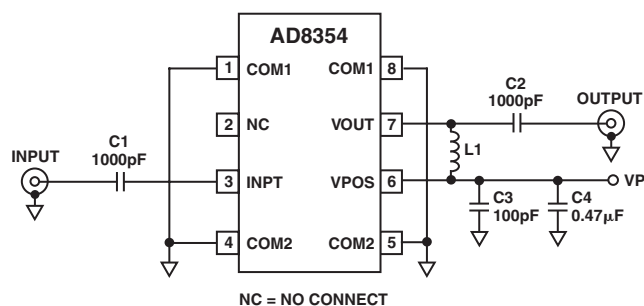 AD8354
1 COM1 COM1 8
C2
1000pF
OUTPUT
2 NC VOUT 7
C1
1000pF
INPUT
L1
3 INPT VPOS 6
VP
C3
100pF
C4
0.47µF
4 COM2 COM2 5
NC = NO CONNECT